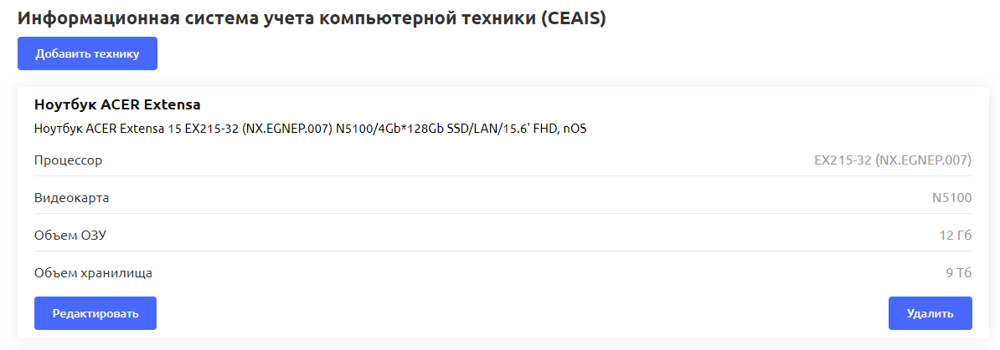 Информационная система учета компьютерной техники (CEAIS)
Добавить технику
Ноутбук ACER Extensa
Ноутбук ACER Extensa 15 EX215-32 (NX.EGNEP.007) N5100/4Gb*128Gb SSD/LAN/15.6' FHD, nOS
Процессор EX215-32 (NX.EGNEP.007)
Видеокарта N5100
Объем ОЗУ 12 Гб
Объем хранилища 9 Тб
Редактировать Удалить